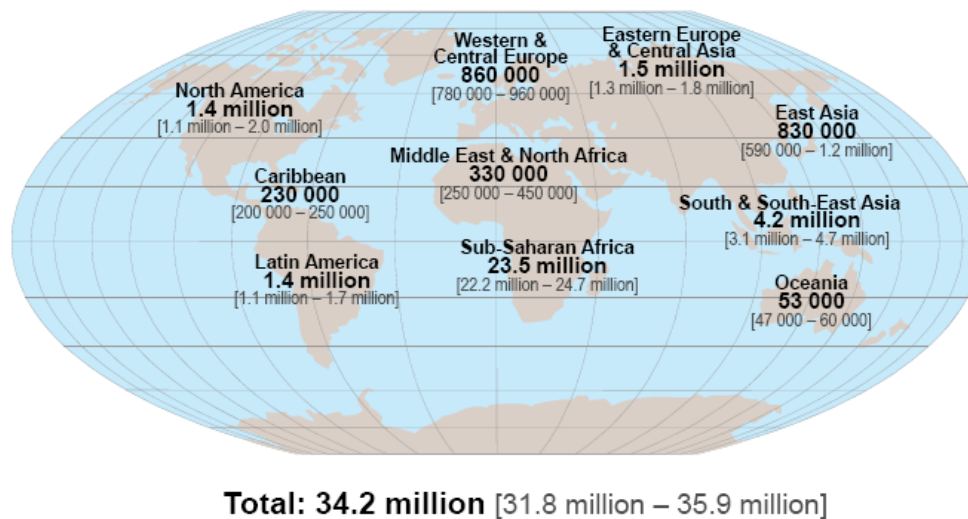 Western &
Central Europe
860 000
[780 000 – 960 000]
Eastern Europe
& Central Asia
1.5 million
[1.3 million – 1.8 million]
North America
1.4 million
[1.1 million – 2.0 million]
East Asia
830 000
[590 000 – 1.2 million]
Middle East & North Africa
330 000
[250 000 – 450 000]
Caribbean
230 000
[200 000 – 250 000]
South & South-East Asia
4.2 million
[3.1 million – 4.7 million]
Sub-Saharan Africa
23.5 million
[22.2 million – 24.7 million]
Latin America
1.4 million
[1.1 million – 1.7 million]
Oceania
53 000
[47 000 – 60 000]
Total: 34.2 million [31.8 million – 35.9 million]